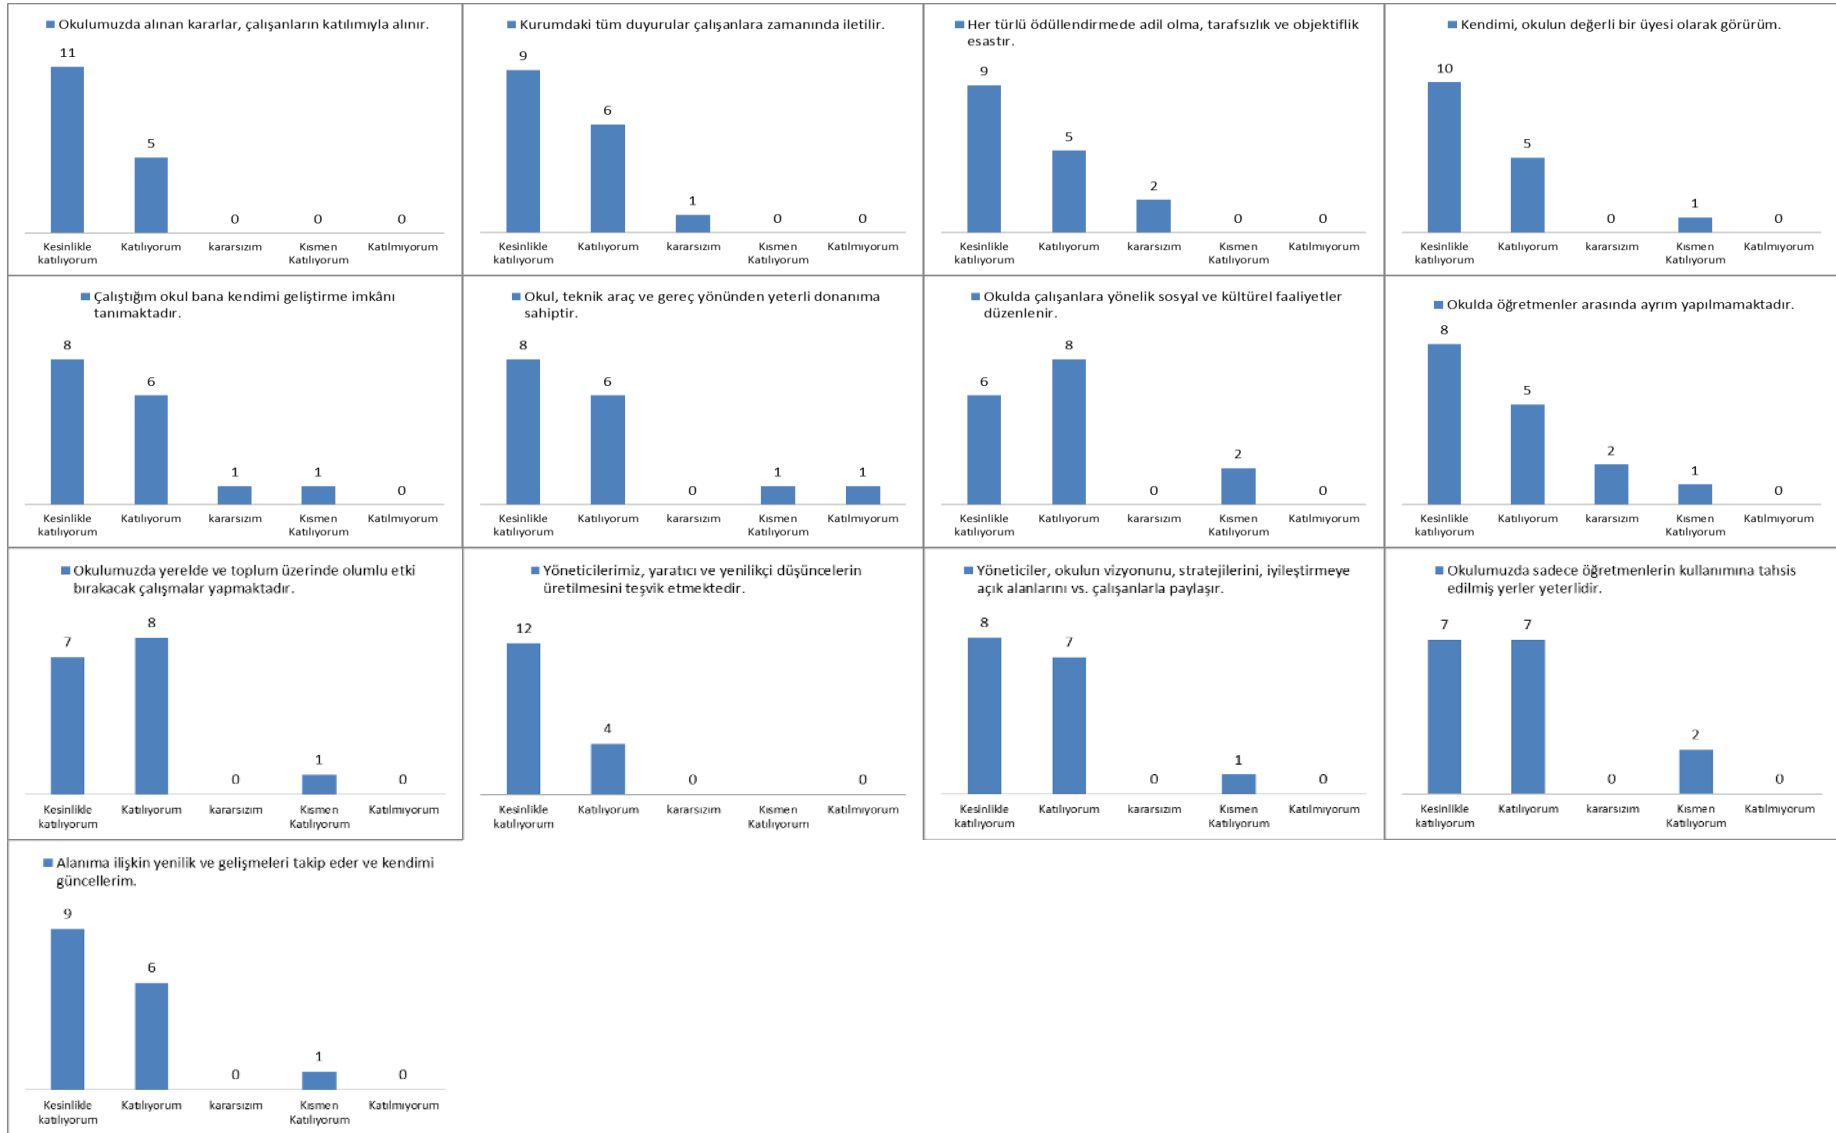 Okulumuzda alınan kararlar, çalışanların katılımıyla alınır.
11
5
0
0
0
Kesinlikle
katılıyorum
Katılıyorum
kararsızım
Kısmen
Katılıyorum
Katılmıyorum
Kurumdaki tüm duyurular çalışanlara zamanında iletilir.
9
6
1
0
0
Kesinlikle
katılıyorum
Katılıyorum
kararsızım
Kısmen
Katılıyorum
Katılmıyorum
Her türlü ödüllendirmede adil olma, tarafsızlık ve objektiflik
esastır.
9
5
2
0
0
Kesinlikle
katılıyorum
Katılıyorum
kararsızım
Kısmen
Katılıyorum
Katılmıyorum
Kendimi, okulun değerli bir üyesi olarak görürüm.
10
5
0
1
0
Kesinlikle
katılıyorum
Katılıyorum
kararsızım
Kısmen
Katılıyorum
Katılmıyorum
Çalıştığım okul bana kendimi geliştirme imkânı
tanımaktadır.
8
6
1
1
0
Kesinlikle
katılıyorum
Katılıyorum
kararsızım
Kısmen
Katılıyorum
Katılmıyorum
Okul, teknik araç ve gereç yönünden yeterli donanıma
sahiptir.
8
6
0
1
1
Kesinlikle
katılıyorum
Katılıyorum
kararsızım
Kısmen
Katılıyorum
Katılmıyorum
Okulda çalışanlara yönelik sosyal ve kültürel faaliyetler
düzenlenir.
6
8
0
2
0
Kesinlikle
katılıyorum
Katılıyorum
kararsızım
Kısmen
Katılıyorum
Katılmıyorum
Okulda öğretmenler arasında ayrım yapılmamaktadır.
8
5
2
1
0
Kesinlikle
katılıyorum
Katılıyorum
kararsızım
Kısmen
Katılıyorum
Katılmıyorum
Okulumuzda yerelde ve toplum üzerinde olumlu etki
bırakacak çalışmalar yapmaktadır.
7
8
0
1
0
Kesinlikle
katılıyorum
Katılıyorum
kararsızım
Kısmen
Katılıyorum
Katılmıyorum
Yöneticilerimiz, yaratıcı ve yenilikçi düşüncelerin
üretilmesini teşvik etmektedir.
12
4
0
0
Kesinlikle
katılıyorum
Katılıyorum
kararsızım
Kısmen
Katılıyorum
Katılmıyorum
Yöneticiler, okulun vizyonunu, stratejilerini, iyileştirmeye
açık alanlarını vs. çalışanlarla paylaşır.
8
7
0
1
0
Kesinlikle
katılıyorum
Katılıyorum
kararsızım
Kısmen
Katılıyorum
Katılmıyorum
Okulumuzda sadece öğretmenlerin kullanımına tahsis
edilmiş yerler yeterlidir.
7
7
0
2
0
Kesinlikle
katılıyorum
Katılıyorum
kararsızım
Kısmen
Katılıyorum
Katılmıyorum
Alanıma ilişkin yenilik ve gelişmeleri takip eder ve kendimi
güncellerim.
9
6
0
1
0
Kesinlikle
katılıyorum
Katılıyorum
kararsızım
Kısmen
Katılıyorum
Katılmıyorum